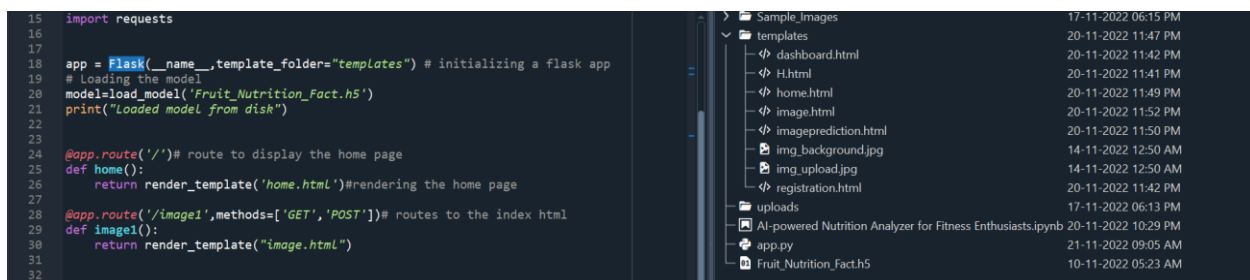 15 import requests
16
17
18 app = Flask(__name__,template_folder="templates") # initializing a flask app
19 # Loading the model
20 model=load_model('Fruit_Nutrition_Fact.h5')
21 print("Loaded model from disk")
22
23
24 @app.route('/')# route to display the home page
25 def home():
26 return render_template('home.html')#rendering the home page
27
28 @app.route('/image1',methods=['GET','POST'])# routes to the index html
29 def image1():
30 return render_template("image.html")
31
32
Sample_Images 17-11-2022 06:15 PM
templates 20-11-2022 11:47 PM
dashboard.html 20-11-2022 11:42 PM
H.html 20-11-2022 11:41 PM
home.html 20-11-2022 11:49 PM
image.html 20-11-2022 11:52 PM
imageprediction.html 20-11-2022 11:50 PM
img_background.jpg 14-11-2022 12:50 AM
img_upload.jpg 14-11-2022 12:50 AM
registration.html 20-11-2022 11:42 PM
uploads 17-11-2022 06:13 PM
AI-powered Nutrition Analyzer for Fitness Enthusiasts.ipynb 20-11-2022 10:29 PM
app.py 21-11-2022 09:05 AM
Fruit_Nutrition_Fact.h5 10-11-2022 05:23 AM